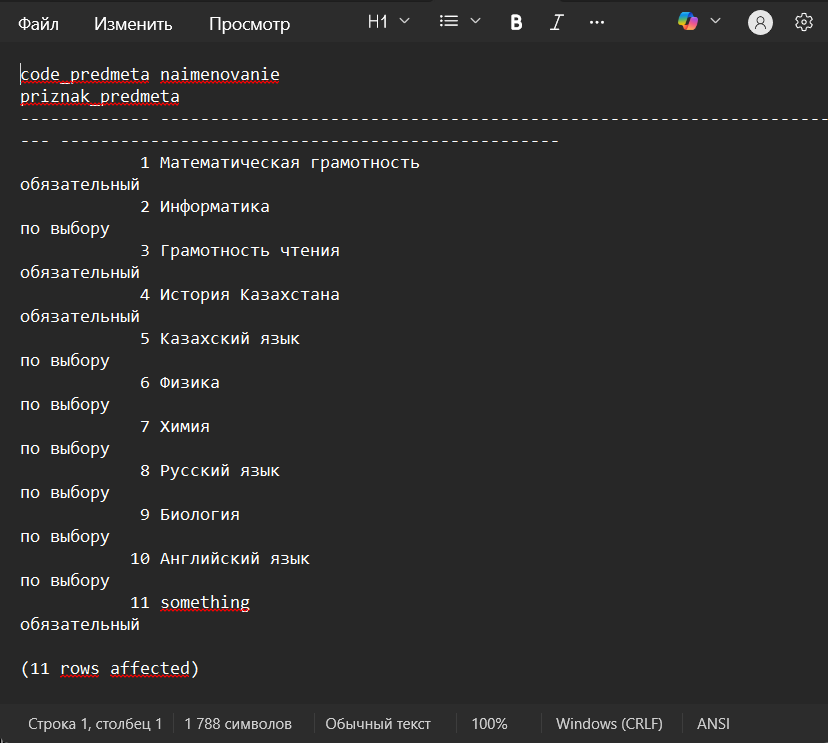 Файл Изменить Просмотр H1 B I ...
code_predmeta naimenovanie
priznak_predmeta
------------- -------------------------------------------------------------------
--- --------------------------------------------------
1 Математическая грамотность
обязательный
2 Информатика
по выбору
3 Грамотность чтения
обязательный
4 История Казахстана
обязательный
5 Казахский язык
по выбору
6 Физика
по выбору
7 Химия
по выбору
8 Русский язык
по выбору
9 Биология
по выбору
10 Английский язык
по выбору
11 something
обязательный
(11 rows affected)
Строка 1, столбец 1 1 788 символов Обычный текст 100% Windows (CRLF) ANSI